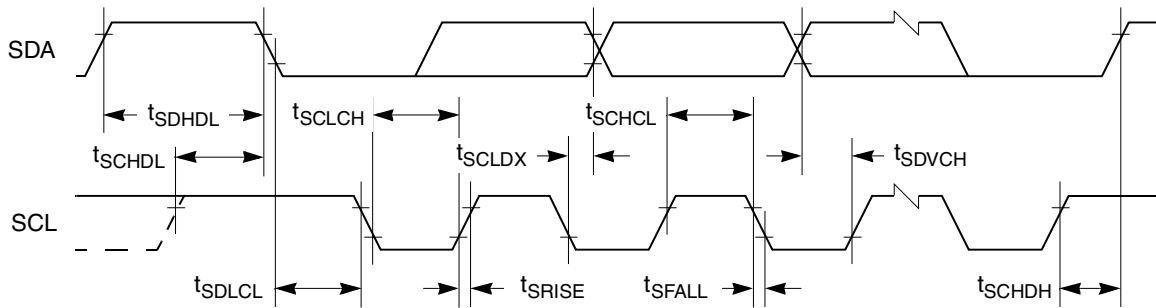 SDA
tSDHDL
tSCLCH
tSCHCL
tSCHDL
tSCLDX
tSDVCH
SCL
tSDLCL
tSRISE
tSFALL
tSCHDH